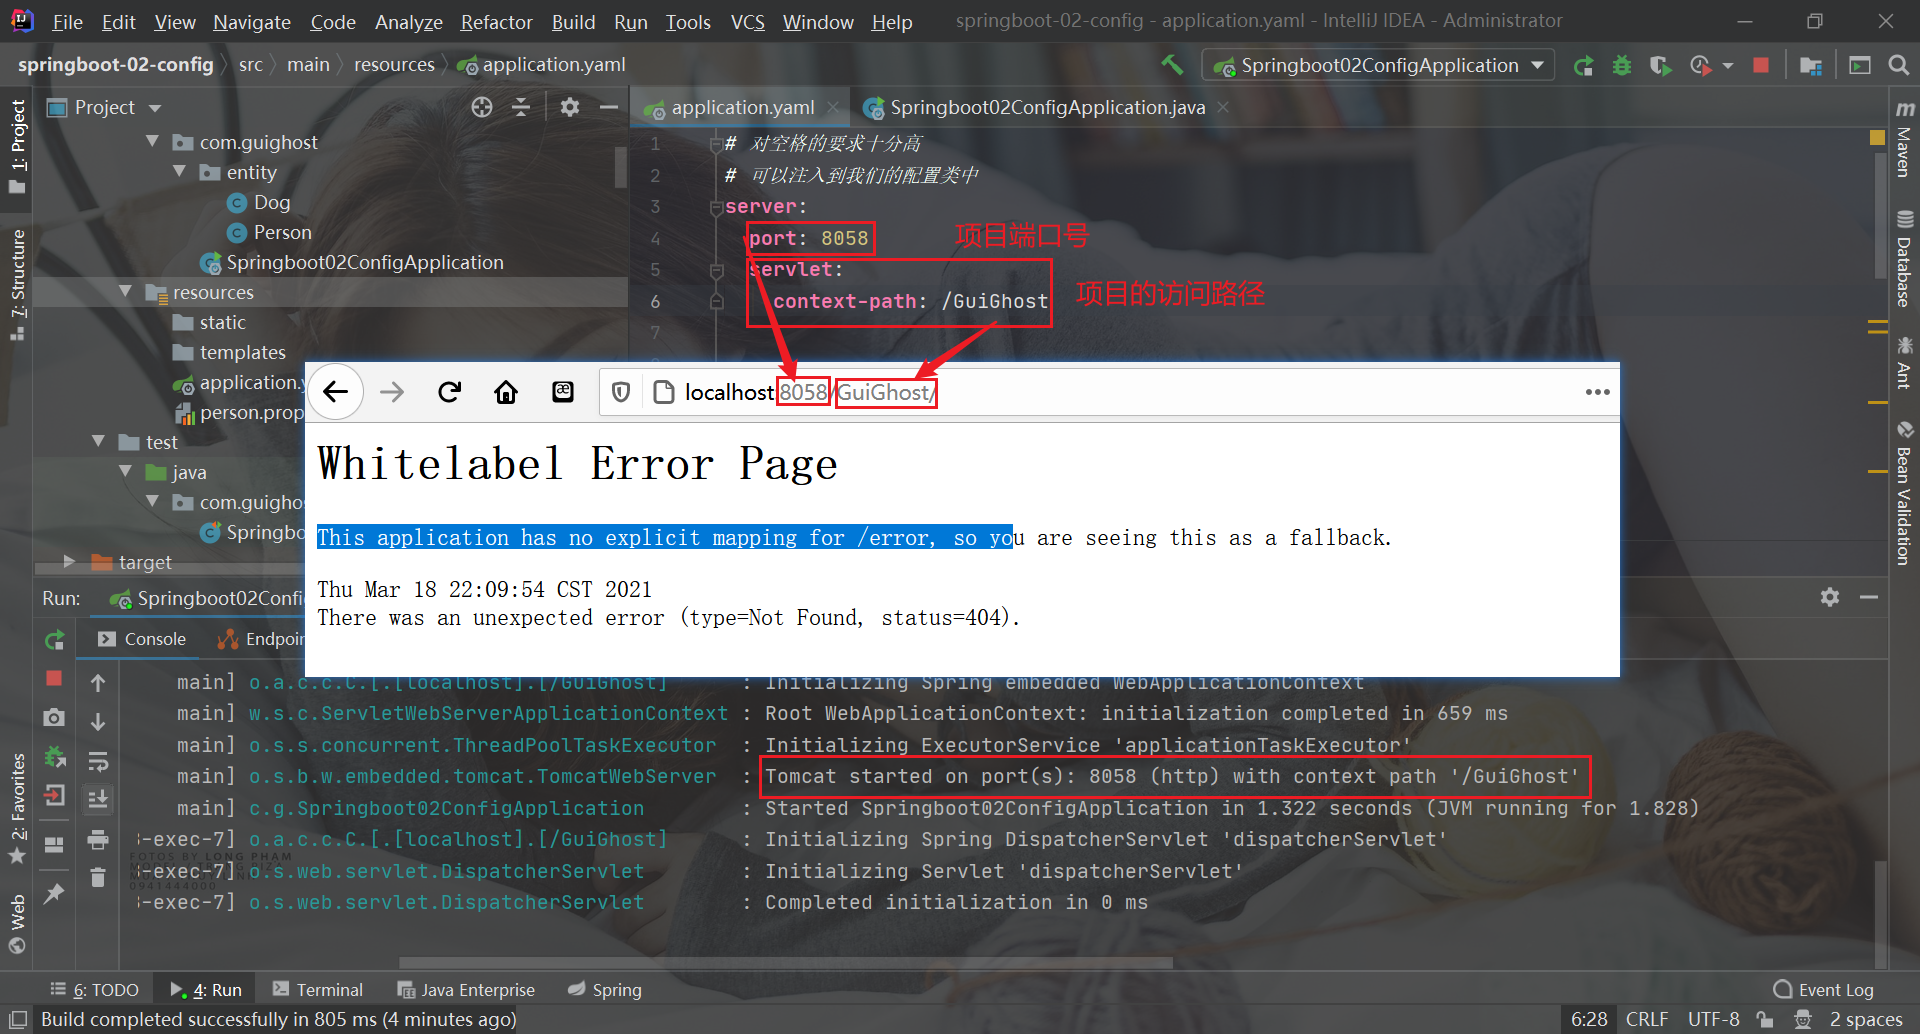 File Edit View Navigate Code Analyze Refactor Build Run Tools VCS Window Help springboot-02-config - application.yaml - IntelliJ IDEA - Administrator
springboot-02-config src main resources application.yaml Springboot02ConfigApplication
Project application.yaml Springboot02ConfigApplication.java
1: Project
7: Structure
2: Favorites
Web
com.guighost
entity
Dog
Person
Springboot02ConfigApplication
resources
static
templates
application.y
person.prop
test
java
com.guighos
Springbo
target
1 # 对空格的要求十分高
2 # 可以注入到我们的配置类中
3 server:
4 port: 8058 项目端口号
5 servlet:
6 context-path: /GuiGhost 项目的访问路径
7
m Maven
Database
Ant
Bean Validation
localhost:8058/GuiGhost/
Whitelabel Error Page
This application has no explicit mapping for /error, so you are seeing this as a fallback.
Thu Mar 18 22:09:54 CST 2021
There was an unexpected error (type=Not Found, status=404).
Run: Springboot02Confi
Console Endpoin
main] o.a.c.c.C.[.[localhost].[/GuiGhost] : Initializing Spring embedded WebApplicationContext
main] w.s.c.ServletWebServerApplicationContext : Root WebApplicationContext: initialization completed in 659 ms
main] o.s.s.concurrent.ThreadPoolTaskExecutor : Initializing ExecutorService 'applicationTaskExecutor'
main] o.s.b.w.embedded.tomcat.TomcatWebServer : Tomcat started on port(s): 8058 (http) with context path '/GuiGhost'
main] c.g.Springboot02ConfigApplication : Started Springboot02ConfigApplication in 1.322 seconds (JVM running for 1.828)
-exec-7] o.a.c.c.C.[.[localhost].[/GuiGhost] : Initializing Spring DispatcherServlet 'dispatcherServlet'
FOTOS BY LONG PHAM
-exec-7] o.s.web.servlet.DispatcherServlet : Initializing Servlet 'dispatcherServlet'
0941444000
-exec-7] o.s.web.servlet.DispatcherServlet : Completed initialization in 0 ms
6: TODO 4: Run Terminal Java Enterprise Spring Event Log
Build completed successfully in 805 ms (4 minutes ago) 6:28 CRLF UTF-8 2 spaces